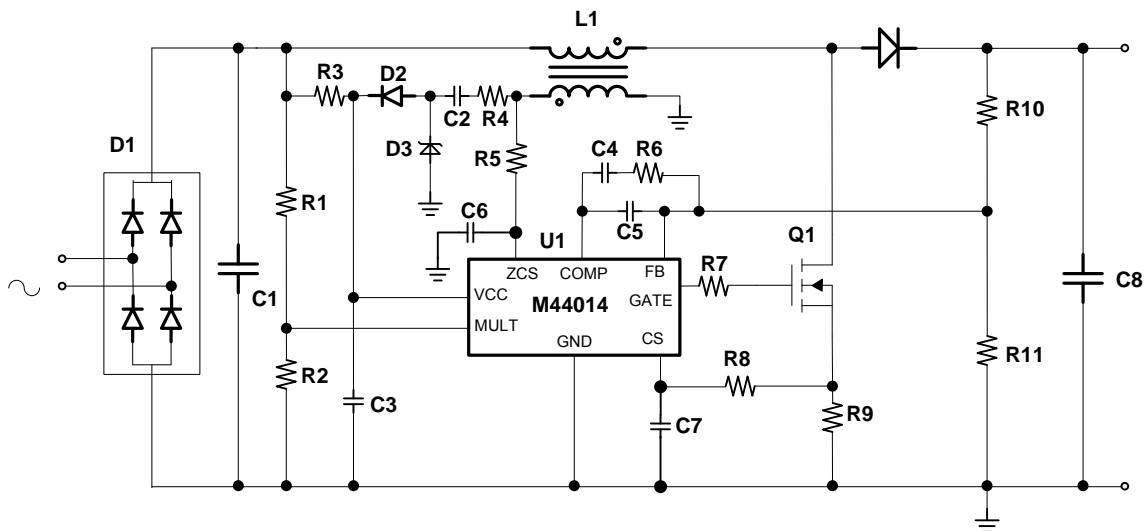 L1
R3
D2
C2
R4
R10
D1
D3
R5
C4
R6
R1
C6
C5
Q1
U1
ZCS
COMP
FB
R7
C1
VCC
M44014
GATE
C8
MULT
GND
CS
R2
R8
R11
C3
C7
R9